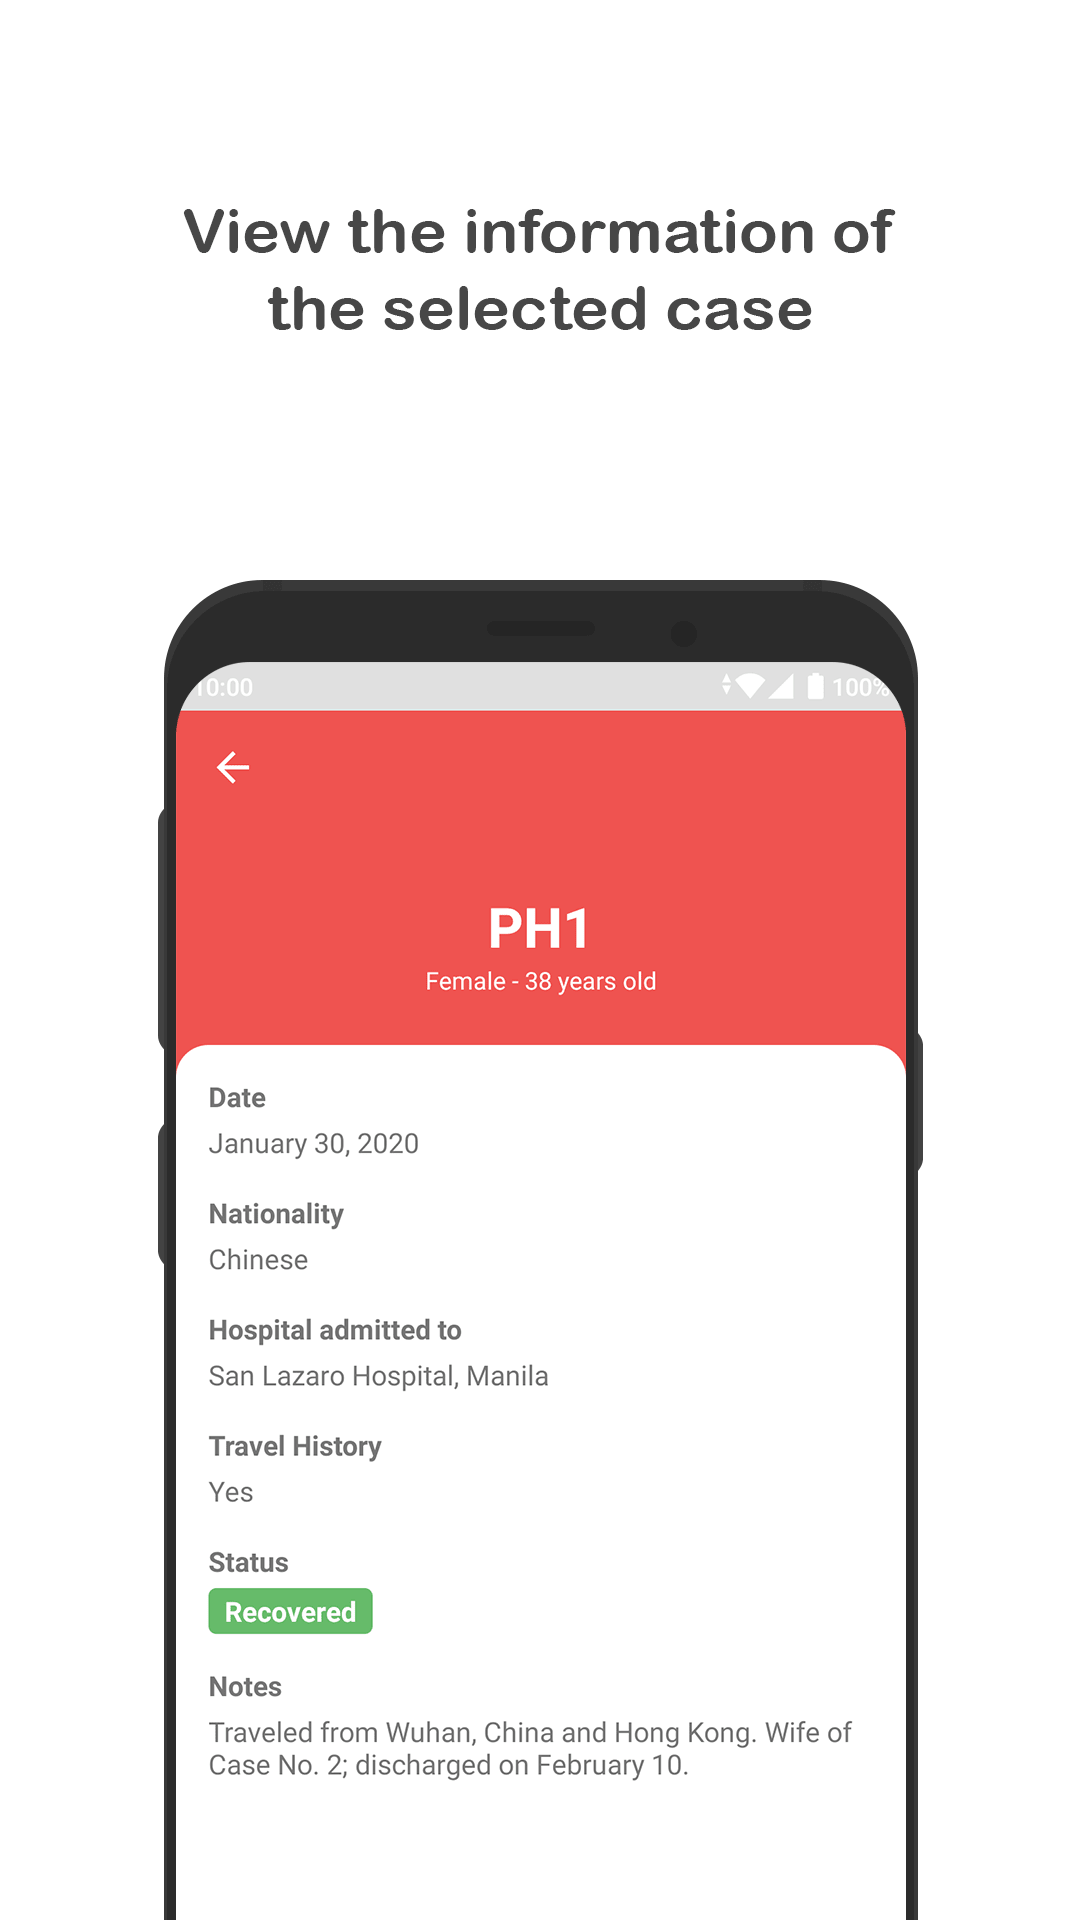 View the information of
the selected case
10:00
100%
PH1
Female - 38 years old
Date
January 30, 2020
Nationality
Chinese
Hospital admitted to
San Lazaro Hospital, Manila
Travel History
Yes
Status
Recovered
Notes
Traveled from Wuhan, China and Hong Kong. Wife of
Case No. 2; discharged on February 10.